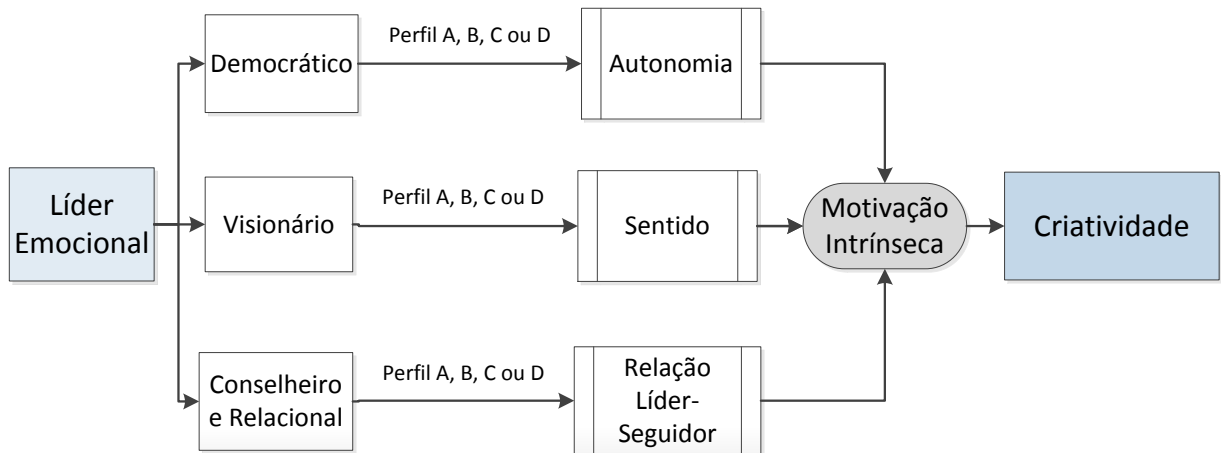 Democrático
Perfil A, B, C ou D
Autonomia
Líder
Emocional
Visionário
Perfil A, B, C ou D
Sentido
Motivação
Intrínseca
Criatividade
Conselheiro
e Relacional
Perfil A, B, C ou D
Relação
Líder-
Seguidor